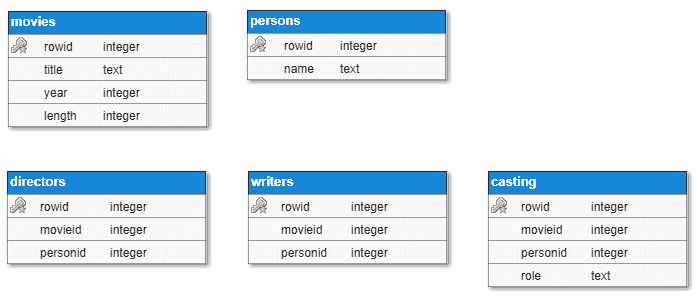 movies
rowid integer
title text
year integer
length integer
persons
rowid integer
name text
directors
rowid integer
movieid integer
personid integer
writers
rowid integer
movieid integer
personid integer
casting
rowid integer
movieid integer
personid integer
role text